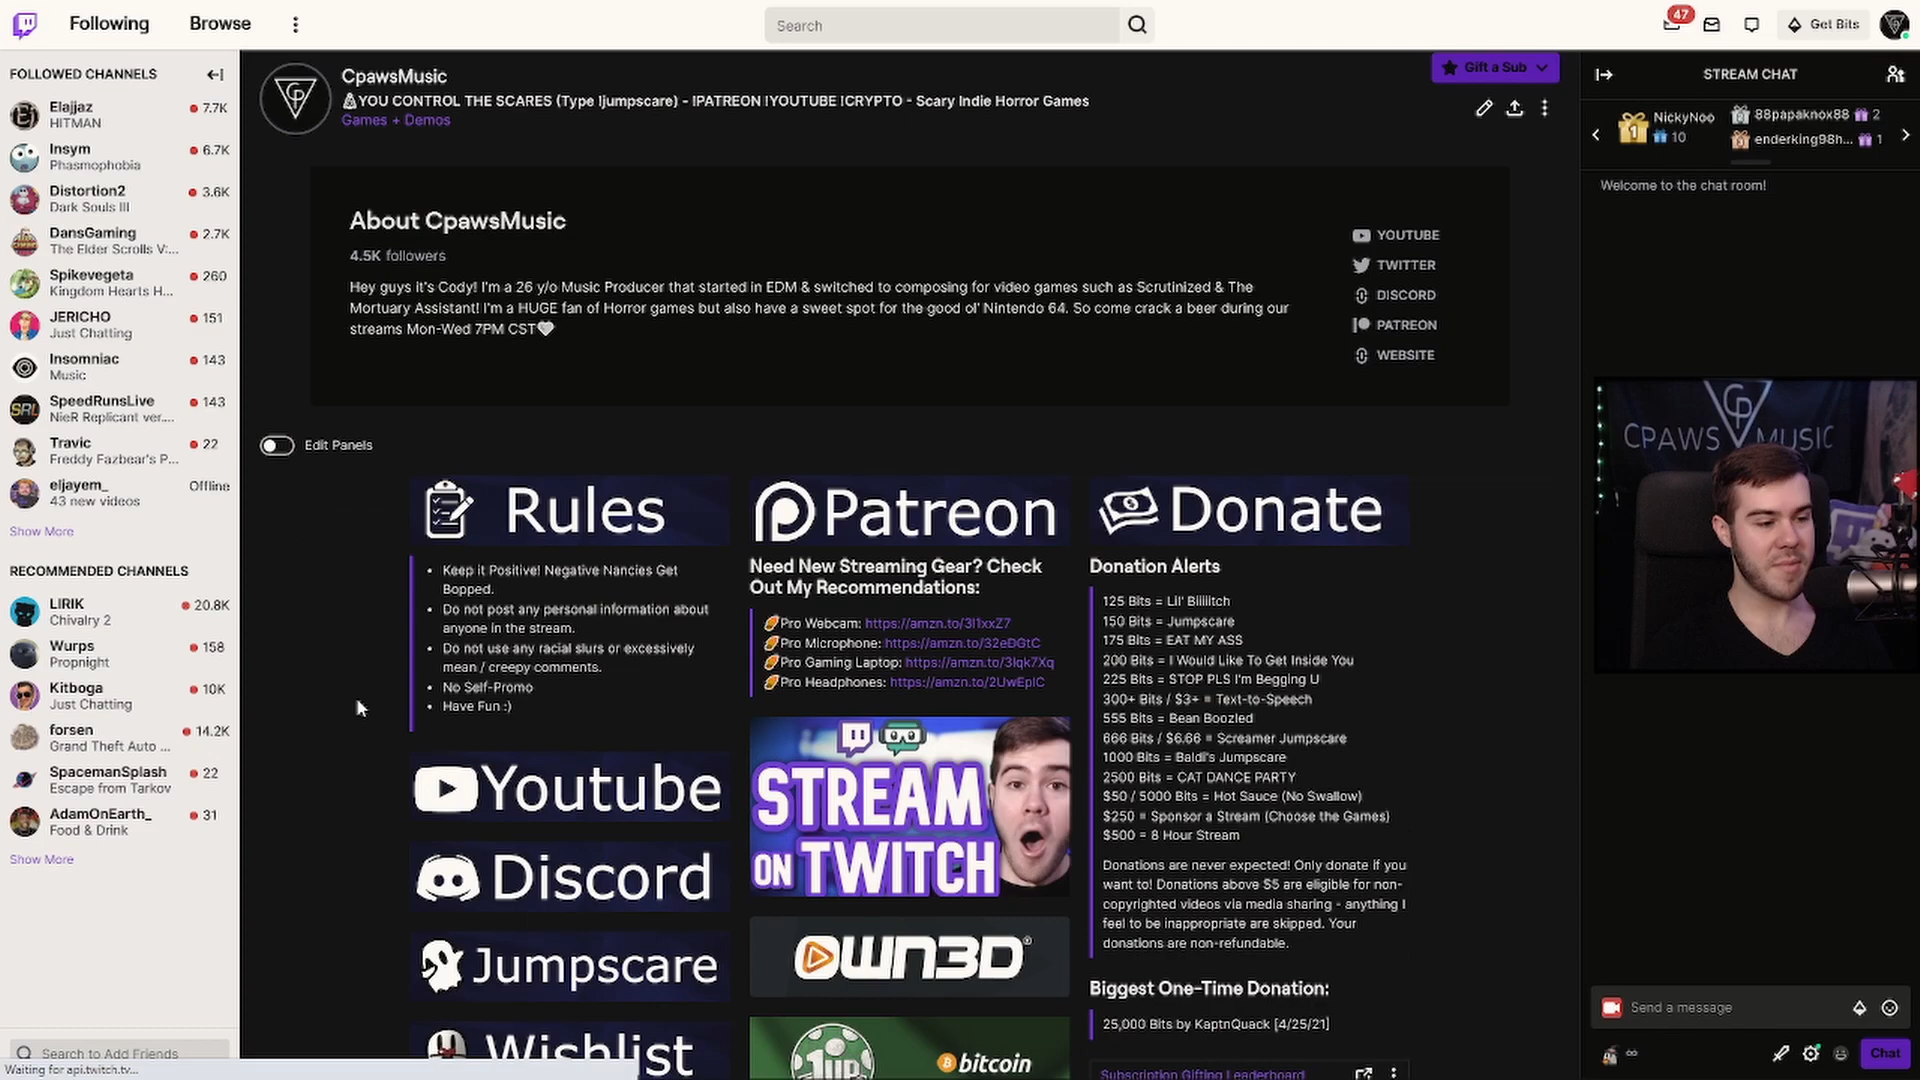 Following
Browse
Search
47
Get Bits
FOLLOWED CHANNELS
Elajjaz
7.7K
HITMAN
Insym
6.7K
Phasmophobia
Distortion2
3.6K
Dark Souls III
DansGaming
2.7K
The Elder Scrolls V:...
Spikevegeta
260
Kingdom Hearts H...
JERICHO
151
Just Chatting
Insomniac
143
Music
SpeedRunsLive
143
NieR Replicant ver....
Travic
22
Freddy Fazbear's P...
eljayem_
Offline
43 new videos
Show More
RECOMMENDED CHANNELS
LIRIK
20.8K
Chivalry 2
Wurps
158
Propnight
Kitboga
10K
Just Chatting
forsen
14.2K
Grand Theft Auto ...
SpacemanSplash
22
Escape from Tarkov
AdamOnEarth_
31
Food & Drink
Show More
Search to Add Friends
Waiting for api.twitch.tv...
CpawsMusic
YOU CONTROL THE SCARES (Type !jumpscare) - !PATREON !YOUTUBE !CRYPTO - Scary Indie Horror Games
Games + Demos
Gift a Sub
About CpawsMusic
4.5K followers
Hey guys it's Cody! I'm a 26 y/o Music Producer that started in EDM & switched to composing for video games such as Scrutinized & The
Mortuary Assistant! I'm a HUGE fan of Horror games but also have a sweet spot for the good ol' Nintendo 64. So come crack a beer during our
streams Mon-Wed 7PM CST
YOUTUBE
TWITTER
DISCORD
PATREON
WEBSITE
Edit Panels
Rules
Keep it Positive! Negative Nancies Get
Bopped.
Do not post any personal information about
anyone in the stream.
Do not use any racial slurs or excessively
mean / creepy comments.
No Self-Promo
Have Fun :)
Youtube
Discord
Jumpscare
Wishlist
Patreon
Need New Streaming Gear? Check
Out My Recommendations:
Pro Webcam: https://amzn.to/3l1xxZ7
Pro Microphone: https://amzn.to/32eDGtC
Pro Gaming Laptop: https://amzn.to/3lqk7Xq
Pro Headphones: https://amzn.to/2UwEpIC
STREAM
ON TWITCH
OWN3D
1UP
bitcoin
Donate
Donation Alerts
125 Bits = Lil' Biiiiitch
150 Bits = Jumpscare
175 Bits = EAT MY ASS
200 Bits = I Would Like To Get Inside You
225 Bits = STOP PLS I'm Begging U
300+ Bits / $3+ = Text-to-Speech
555 Bits = Bean Boozled
666 Bits / $6.66 = Screamer Jumpscare
1000 Bits = Baldi's Jumpscare
2500 Bits = CAT DANCE PARTY
$50 / 5000 Bits = Hot Sauce (No Swallow)
$250 = Sponsor a Stream (Choose the Games)
$500 = 8 Hour Stream
Donations are never expected! Only donate if you
want to! Donations above $5 are eligible for non-
copyrighted videos via media sharing - anything I
feel to be inappropriate are skipped. Your
donations are non-refundable.
Biggest One-Time Donation:
25,000 Bits by KaptnQuack [4/25/21]
Subscription Gifting Leaderboard
STREAM CHAT
1
NickyNoo
10
88papaknox88
2
enderking98h...
1
Welcome to the chat room!
CPAWS MUSIC
Send a message
Chat